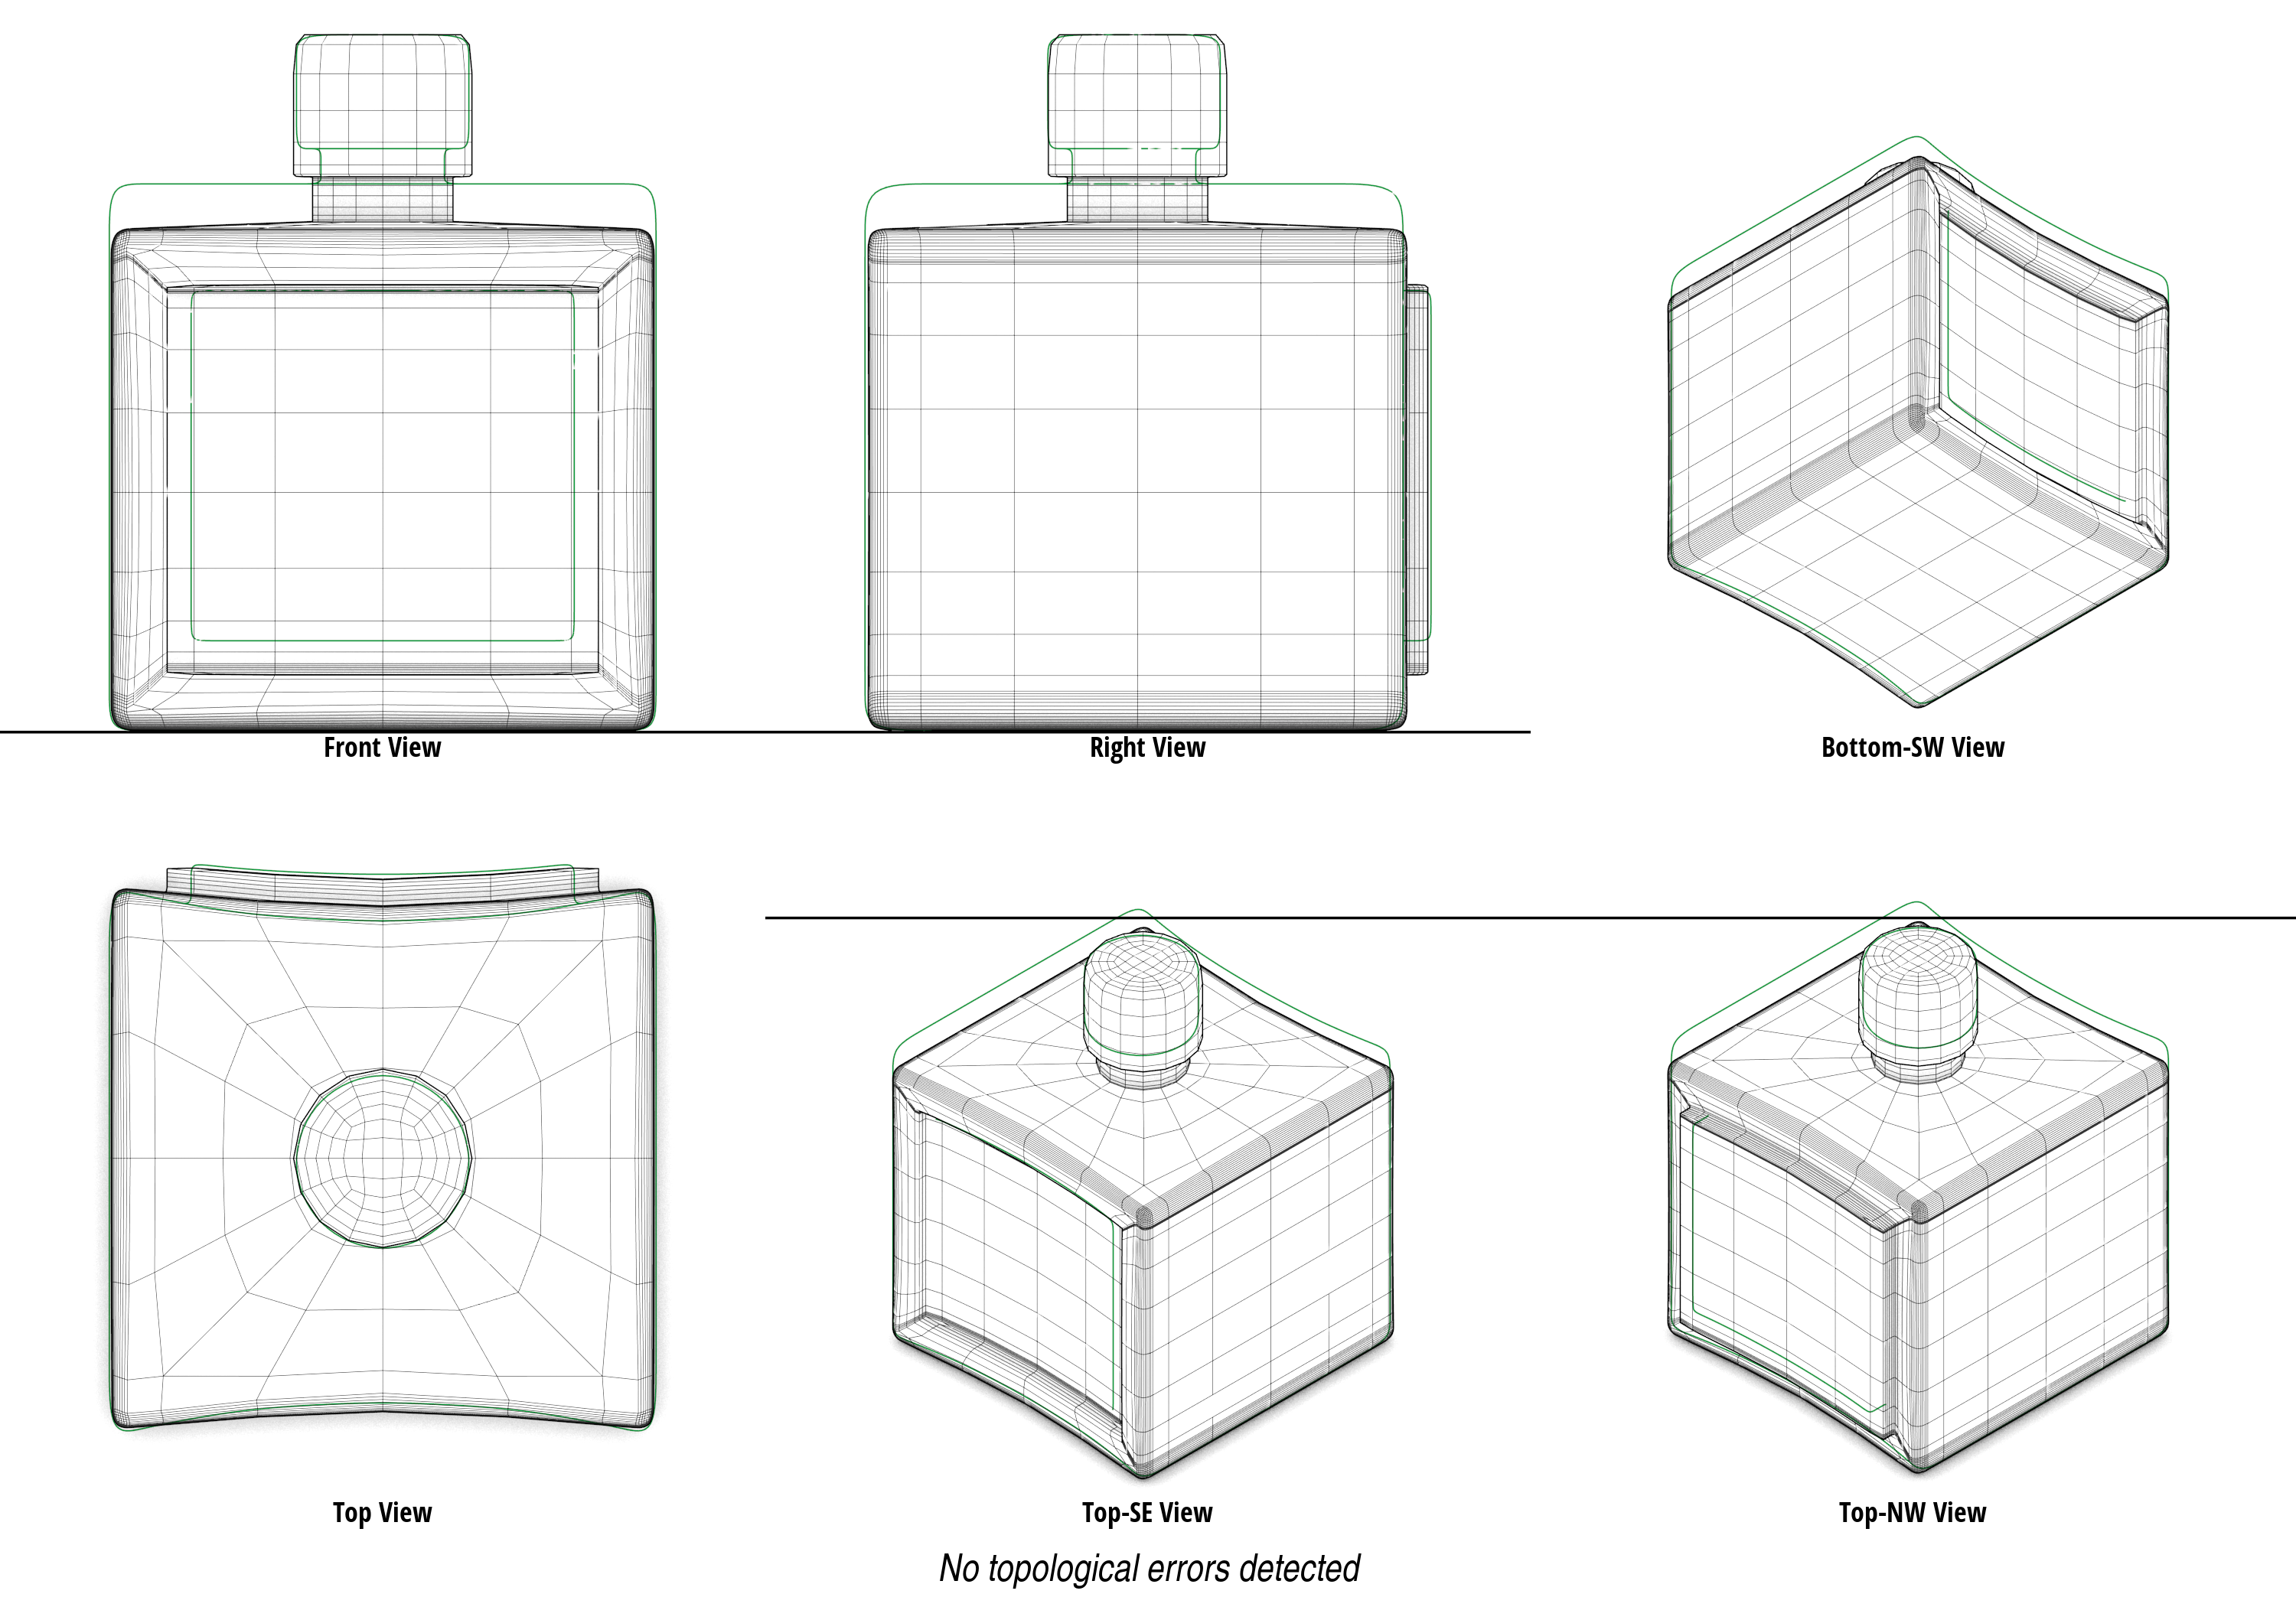 Front View
Right View
Bottom-SW View
Top View
Top-SE View
Top-NW View
No topological errors detected